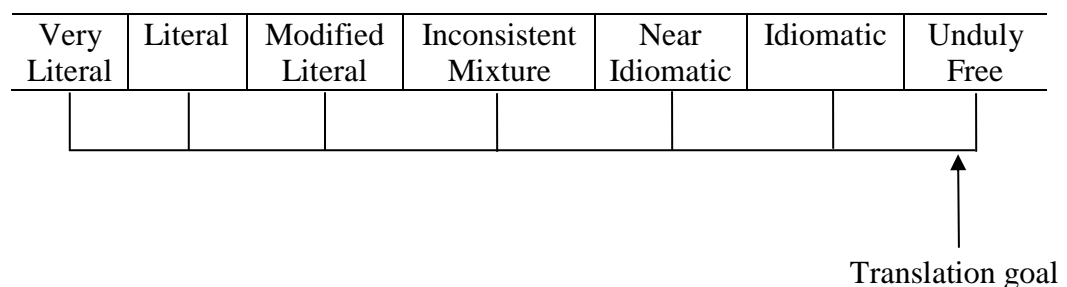 Very Literal Modified Inconsistent Near Idiomatic Unduly
Literal Literal Mixture Idiomatic Free
Translation goal